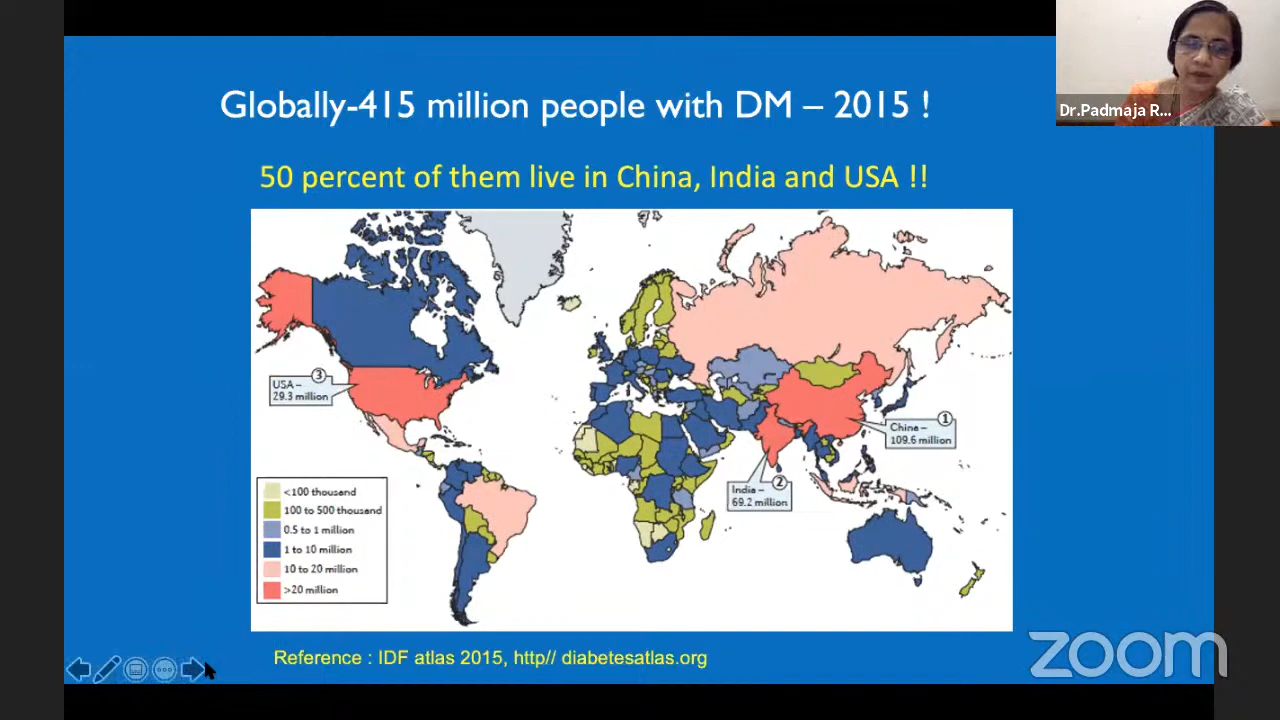 Globally-415 million people with DM – 2015 !
Dr.Padmaja R...
50 percent of them live in China, India and USA !!
3
USA –
29.3 million
1
China –
109.6 million
2
India –
69.2 million
<100 thousand
100 to 500 thousand
0.5 to 1 million
1 to 10 million
10 to 20 million
>20 million
Reference : IDF atlas 2015, http// diabetesatlas.org
zoom